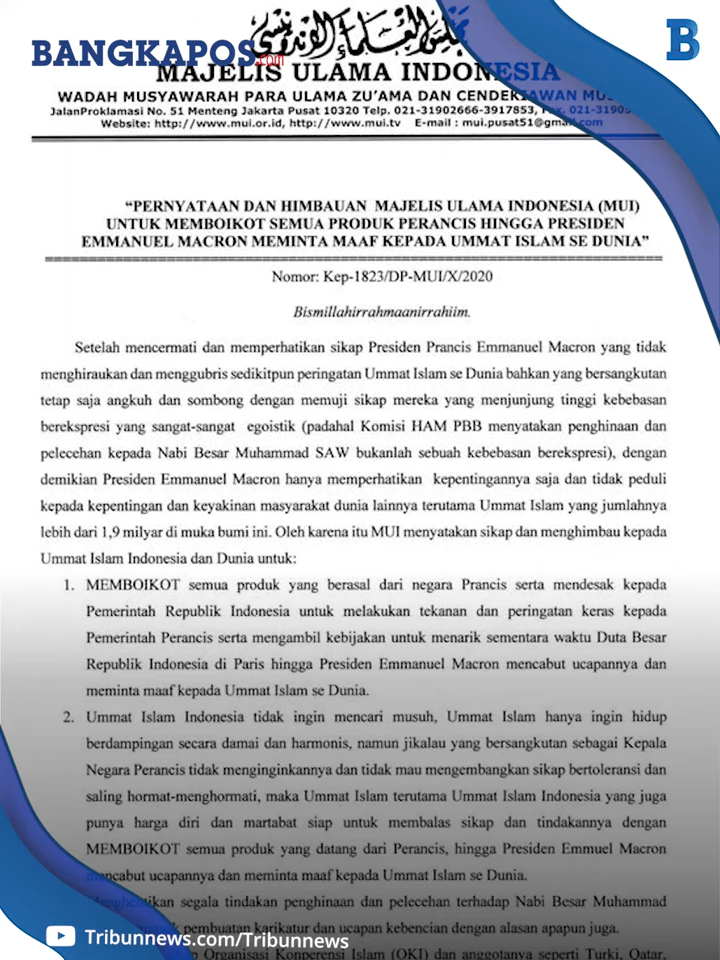 BANGKAPOS.com
B
MAJELIS ULAMA INDONESIA
WADAH MUSYAWARAH PARA ULAMA ZU'AMA DAN CENDEKIAWAN
JalanProklamasi No. 51 Menteng Jakarta Pusat 10320 Telp. 021-31902666-3917853,
Website: http://www.mui.or.id, http://www.mui.tv E-mail : mui.pusat51@gmail.com
“PERNYATAAN DAN HIMBAUAN MAJELIS ULAMA INDONESIA (MUI)
UNTUK MEMBOIKOT SEMUA PRODUK PERANCIS HINGGA PRESIDEN
EMMANUEL MACRON MEMINTA MAAF KEPADA UMMAT ISLAM SE DUNIA”
Nomor: Kep-1823/DP-MUI/X/2020
Bismillahirrahmaanirrahiim.
Setelah mencermati dan memperhatikan sikap Presiden Prancis Emmanuel Macron yang tidak
menghiraukan dan menggubris sedikitpun peringatan Ummat Islam se Dunia bahkan yang bersangkutan
tetap saja angkuh dan sombong dengan memuji sikap mereka yang menjunjung tinggi kebebasan
berekspresi yang sangat-sangat egoistik (padahal Komisi HAM PBB menyatakan penghinaan dan
pelecehan kepada Nabi Besar Muhammad SAW bukanlah sebuah kebebasan berekspresi), dengan
demikian Presiden Emmanuel Macron hanya memperhatikan kepentingannya saja dan tidak peduli
kepada kepentingan dan keyakinan masyarakat dunia lainnya terutama Ummat Islam yang jumlahnya
lebih dari 1,9 milyar di muka bumi ini. Oleh karena itu MUI menyatakan sikap dan menghimbau kepada
Ummat Islam Indonesia dan Dunia untuk:
1. MEMBOIKOT semua produk yang berasal dari negara Prancis serta mendesak kepada
Pemerintah Republik Indonesia untuk melakukan tekanan dan peringatan keras kepada
Pemerintah Perancis serta mengambil kebijakan untuk menarik sementara waktu Duta Besar
Republik Indonesia di Paris hingga Presiden Emmanuel Macron mencabut ucapannya dan
meminta maaf kepada Ummat Islam se Dunia.
2. Ummat Islam Indonesia tidak ingin mencari musuh, Ummat Islam hanya ingin hidup
berdampingan secara damai dan harmonis, namun jikalau yang bersangkutan sebagai Kepala
Negara Perancis tidak menginginkannya dan tidak mau mengembangkan sikap bertoleransi dan
saling hormat-menghormati, maka Ummat Islam terutama Ummat Islam Indonesia yang juga
punya harga diri dan martabat siap untuk membalas sikap dan tindakannya dengan
MEMBOIKOT semua produk yang datang dari Perancis, hingga Presiden Emmuel Macron
mencabut ucapannya dan meminta maaf kepada Ummat Islam se Dunia.
Menghentikan segala tindakan penghinaan dan pelecehan terhadap Nabi Besar Muhammad
pembuatan karikatur dan ucapan kebencian dengan alasan apapun juga.
Organisasi Konperensi Islam (OKI) dan anggotanya seperti Turki, Qatar,
Tribunnews.com/Tribunnews